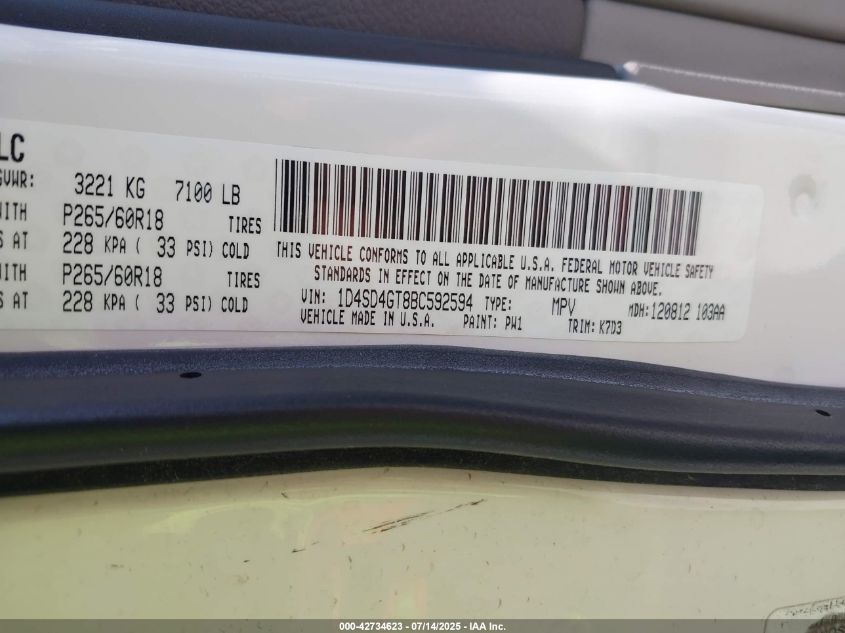 LC
GVWR: 3221 KG 7100 LB
WITH P265/60R18 TIRES
S AT 228 KPA ( 33 PSI) COLD
WITH P265/60R18 TIRES
S AT 228 KPA ( 33 PSI) COLD
THIS VEHICLE CONFORMS TO ALL APPLICABLE U.S.A. FEDERAL MOTOR VEHICLE SAFETY
STANDARDS IN EFFECT ON THE DATE OF MANUFACTURE SHOWN ABOVE.
VIN: 1D4SD4GT8BC592594 TYPE: MPV MDH:120812 103AA
VEHICLE MADE IN U.S.A. PAINT: PW1 TRIM: K7D3
000-42734623 - 07/14/2025 - IAA Inc.